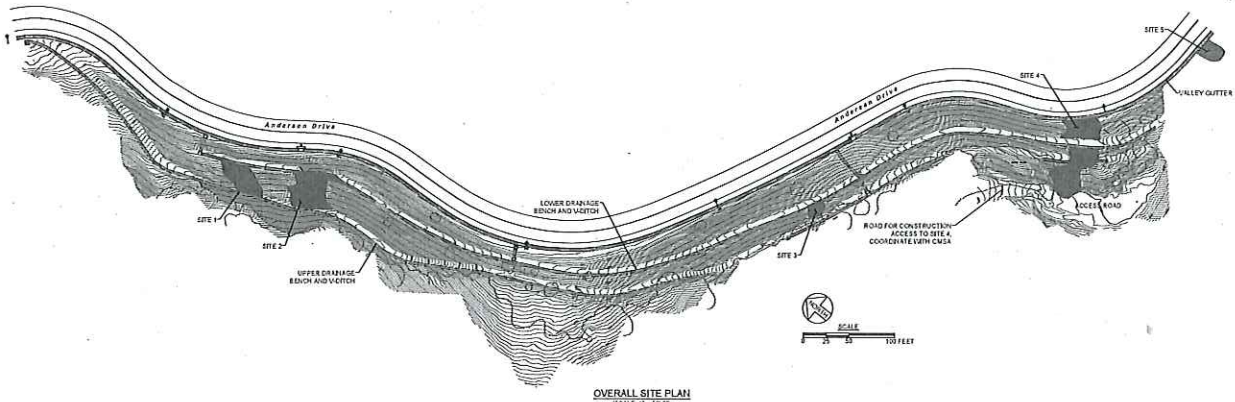 SITE 5
SITE 4
VALLEY GUTTER
Andersen Drive
Andersen Drive
LOWER DRAINAGE
BENCH AND V-DITCH
SITE 1
SITE 2
UPPER DRAINAGE
BENCH AND V-DITCH
SITE 3
ACCESS ROAD
ROAD FOR CONSTRUCTION
ACCESS TO SITE 4,
COORDINATE WITH CMSA
NORTH
SCALE
0 25 50 100 FEET
OVERALL SITE PLAN